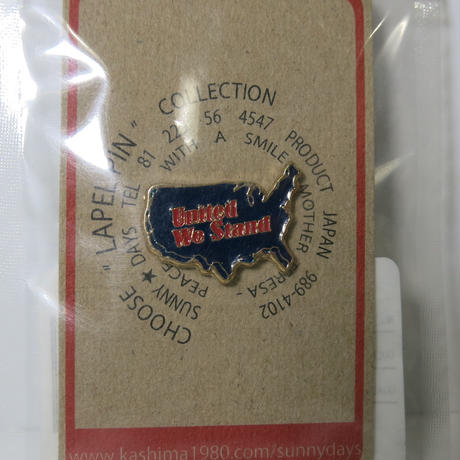 CHOOSE " LAPEL PIN " COLLECTION
PRODUCT JAPAN 989-4102
SUNNY★DAYS TEL 81 22 56 4547
PEACE WITH A SMILE MOTHER
United
We Stand
www.kashima1980.com/sunnydays